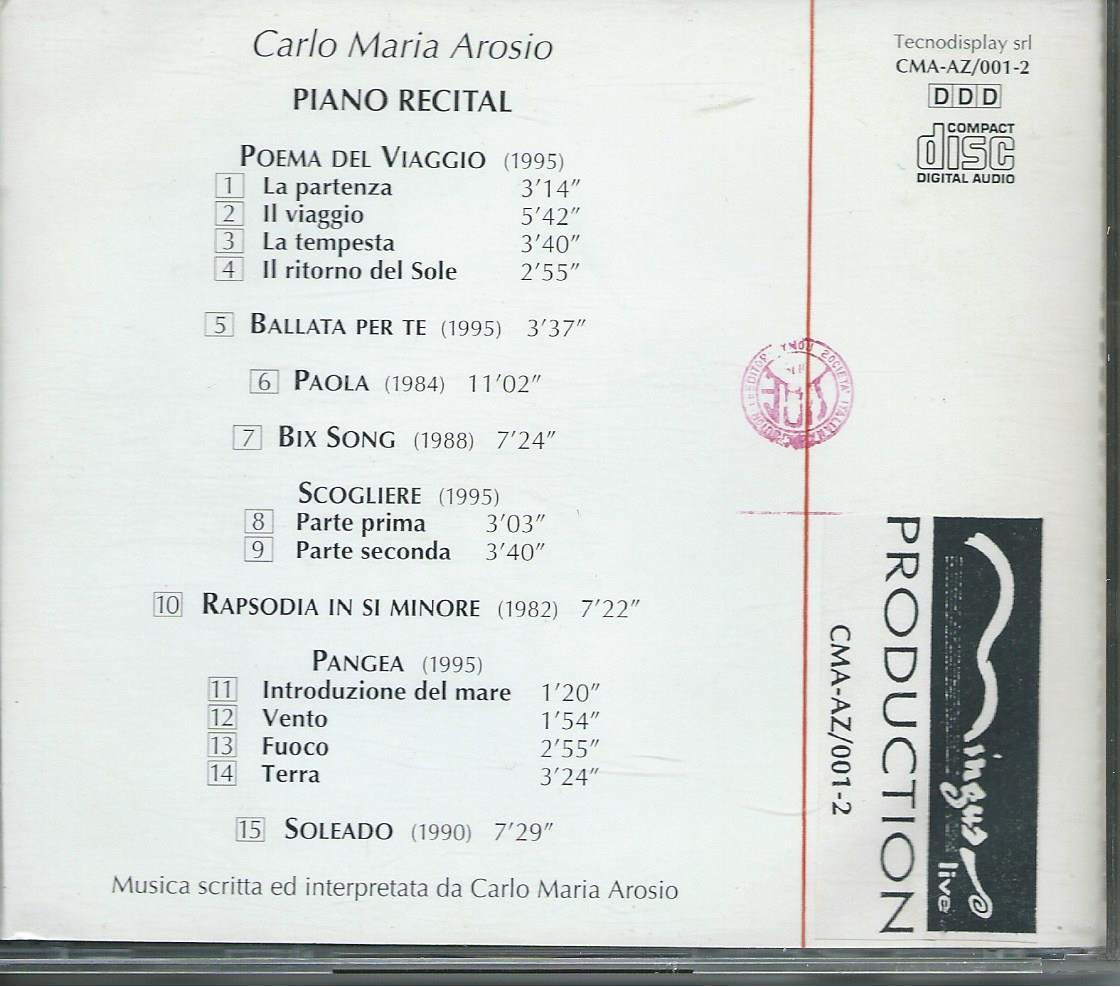 Carlo Maria Arosio
PIANO RECITAL
POEMA DEL VIAGGIO (1995)
1 La partenza 3'14"
2 Il viaggio 5'42"
3 La tempesta 3'40"
4 Il ritorno del Sole 2'55"
5 BALLATA PER TE (1995) 3'37"
6 PAOLA (1984) 11'02"
7 BIX SONG (1988) 7'24"
SCOGLIERE (1995)
8 Parte prima 3'03"
9 Parte seconda 3'40"
10 RAPSODIA IN SI MINORE (1982) 7'22"
PANGEA (1995)
11 Introduzione del mare 1'20"
12 Vento 1'54"
13 Fuoco 2'55"
14 Terra 3'24"
15 SOLEADO (1990) 7'29"
Musica scritta ed interpretata da Carlo Maria Arosio
Tecnodisplay srl
CMA-AZ/001-2
DDD
COMPACT
disc
DIGITAL AUDIO
SOCIETA' ITALIANA
ROMA
Mingus
live
PRODUCTION
CMA-AZ/001-2